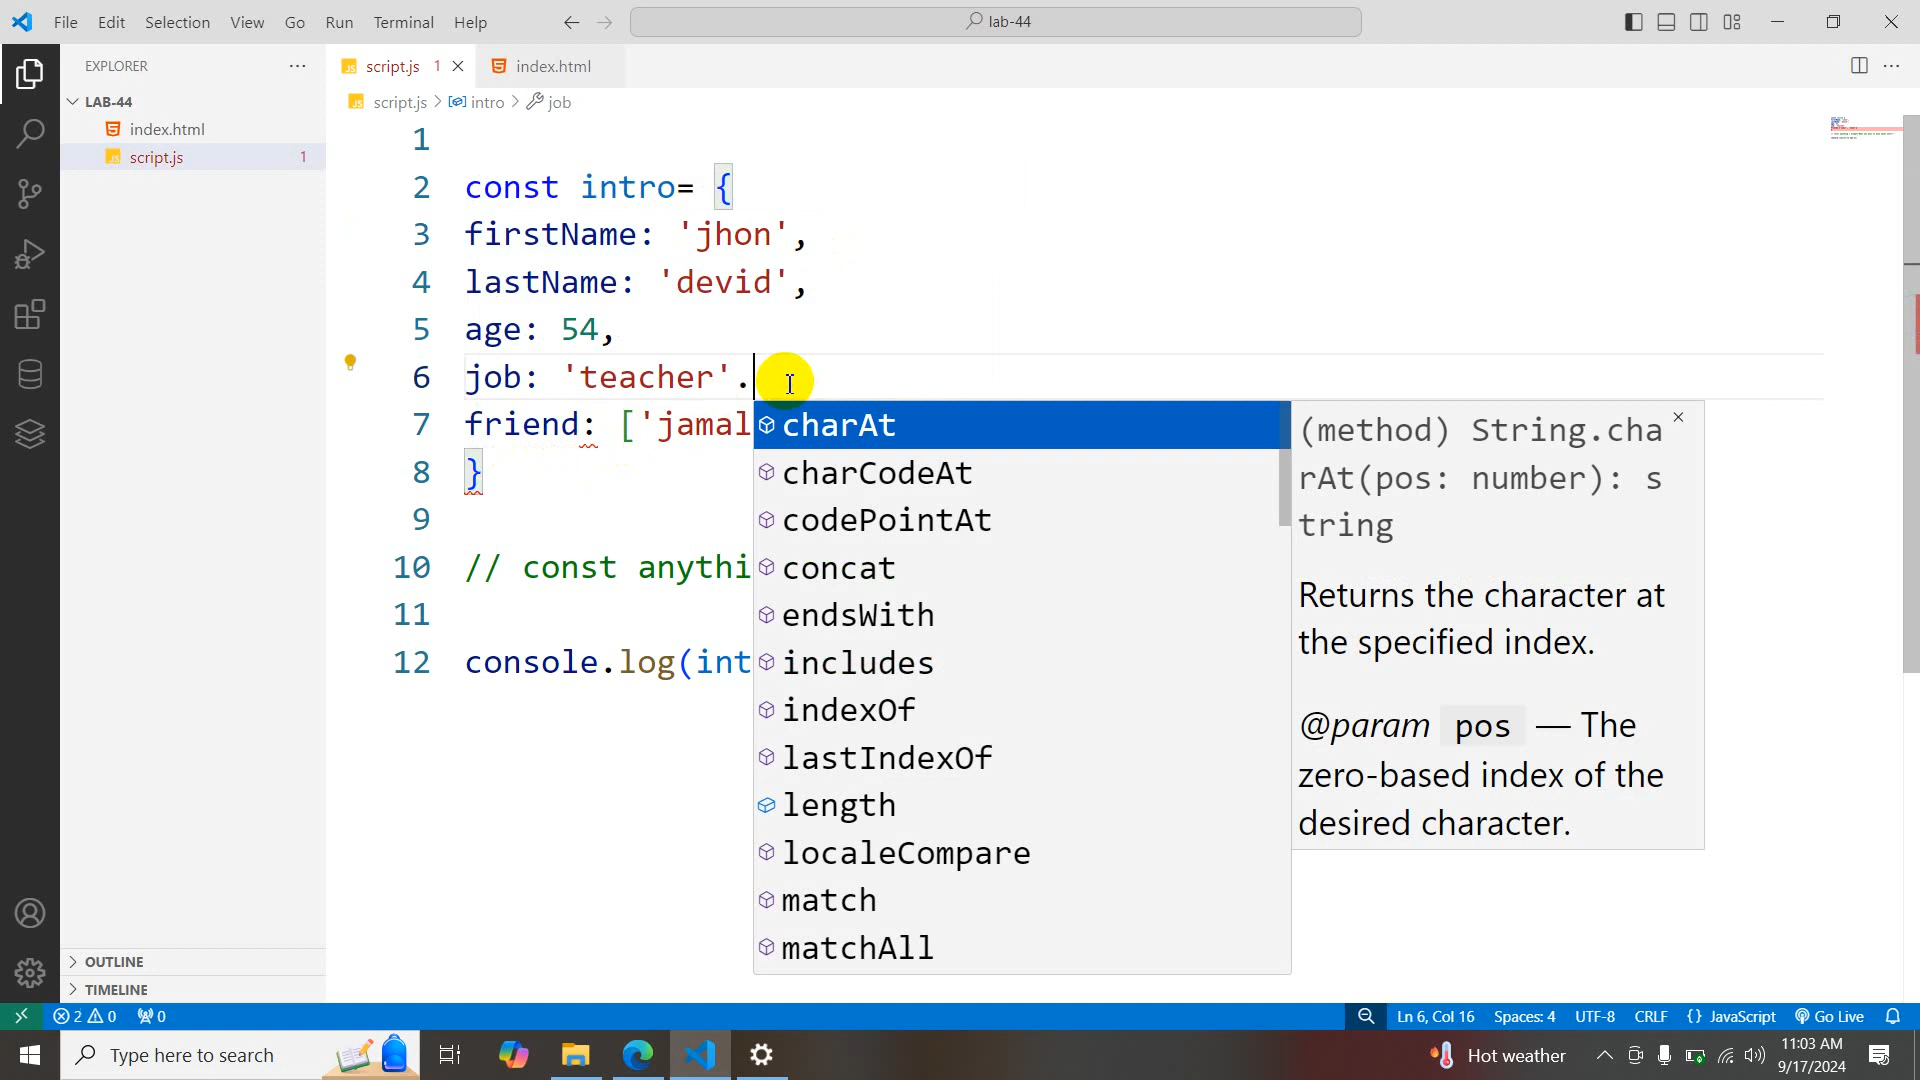 File Edit Selection View Go Run Terminal Help
lab-44
EXPLORER
script.js 1
index.html
LAB-44
script.js > intro > job
index.html
script.js 1
1
2 const intro= {
3 firstName: 'jhon',
4 lastName: 'devid',
5 age: 54,
6 job: 'teacher'.
7 friend: ['jamal
8 }
9
10 // const anythi
11
12 console.log(int
charAt
charCodeAt
codePointAt
concat
endsWith
includes
indexOf
lastIndexOf
length
localeCompare
match
matchAll
(method) String.cha
rAt(pos: number): s
tring
Returns the character at
the specified index.
@param pos — The
zero-based index of the
desired character.
OUTLINE
TIMELINE
2 0 0 Ln 6, Col 16 Spaces: 4 UTF-8 CRLF {} JavaScript Go Live
Type here to search
Hot weather
11:03 AM
9/17/2024